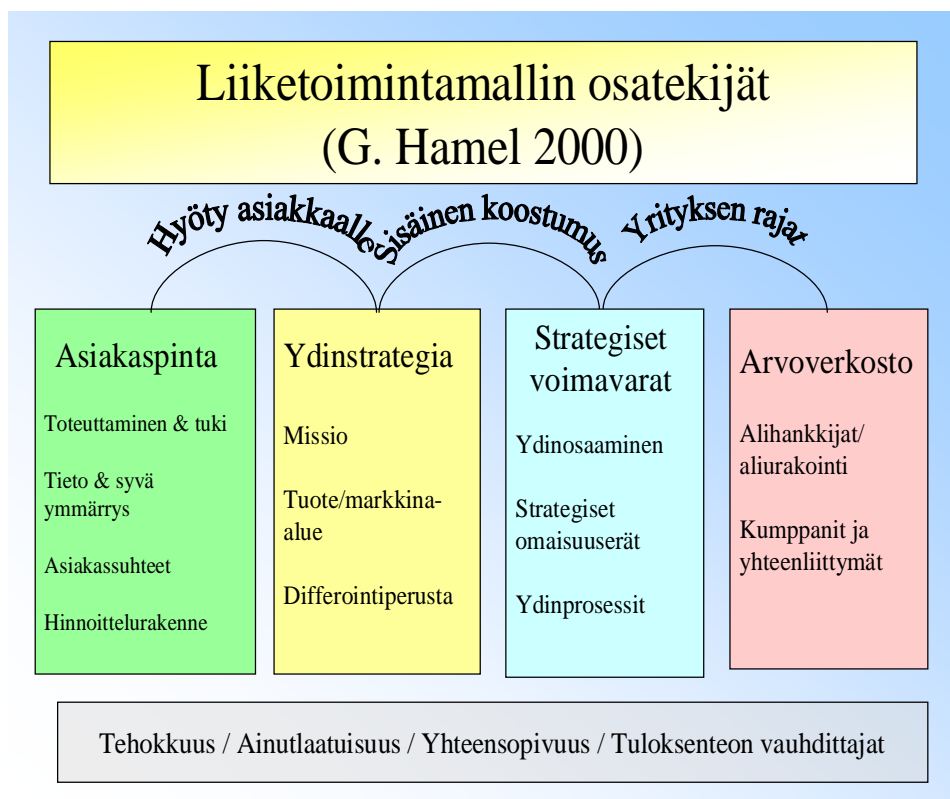 Liiketoimintamallin osatekijät
(G. Hamel 2000)
Hyöty asiakkaalle
Sisäinen koostumus
Yrityksen rajat
Asiakaspinta
Toteuttaminen & tuki
Tieto & syvä
ymmärrys
Asiakassuhteet
Hinnoittelurakenne
Ydinstrategia
Missio
Tuote/markkina-
alue
Differointiperusta
Strategiset
voimavarat
Ydinosaaminen
Strategiset
omaisuuserät
Ydinprosessit
Arvoverkosto
Alihankkijat/
aliurakointi
Kumppanit ja
yhteenliittymät
Tehokkuus / Ainutlaatuisuus / Yhteensopivuus / Tuloksenteon vauhdittajat